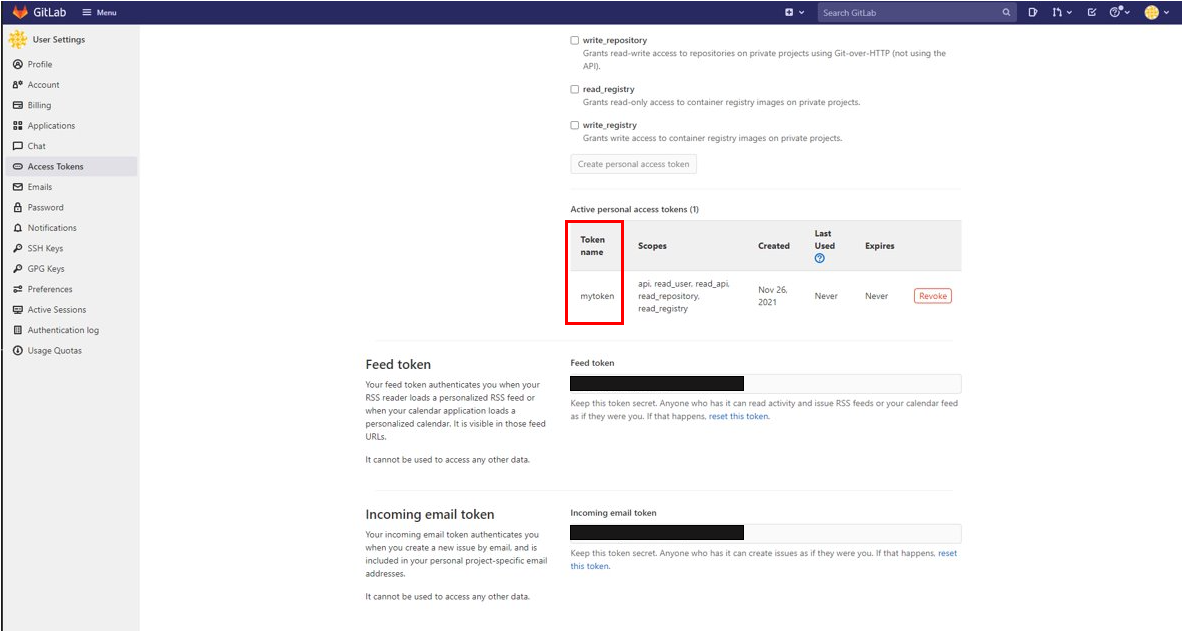 GitLab Menu Search GitLab
User Settings
Profile
Account
Billing
Applications
Chat
Access Tokens
Emails
Password
Notifications
SSH Keys
GPG Keys
Preferences
Active Sessions
Authentication log
Usage Quotas
write_repository
Grants read-write access to repositories on private projects using Git-over-HTTP (not using the
API).
read_registry
Grants read-only access to container registry images on private projects.
write_registry
Grants write access to container registry images on private projects.
Create personal access token
Active personal access tokens (1)
Token
name
Scopes
Created
Last
Used
Expires
mytoken
api, read_user, read_api,
read_repository,
read_registry
Nov 26,
2021
Never
Never
Revoke
Feed token
Your feed token authenticates you when your
RSS reader loads a personalized RSS feed or
when your calendar application loads a
personalized calendar. It is visible in those feed
URLs.
It cannot be used to access any other data.
Feed token
Keep this token secret. Anyone who has it can read activity and issue RSS feeds or your calendar feed
as if they were you. If that happens, reset this token.
Incoming email token
Your incoming email token authenticates you
when you create a new issue by email, and is
included in your personal project-specific email
addresses.
It cannot be used to access any other data.
Incoming email token
Keep this token secret. Anyone who has it can create issues as if they were you. If that happens, reset
this token.